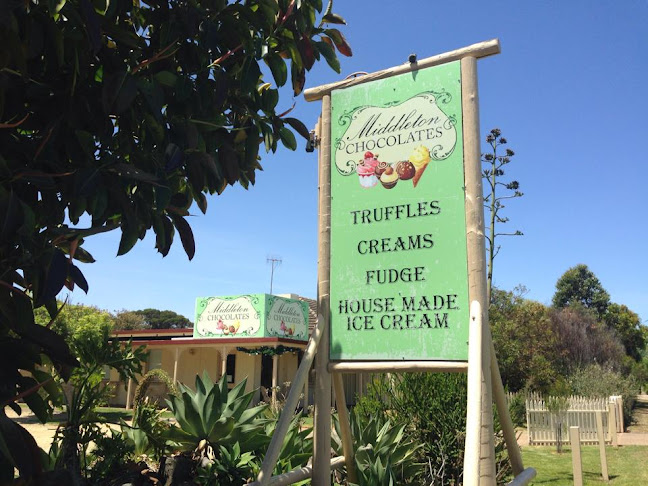 Middleton
CHOCOLATES
TRUFFLES
CREAMS
FUDGE
HOUSE MADE
ICE CREAM
Middleton
CHOCOLATES
Middleton
CHOCOLATES